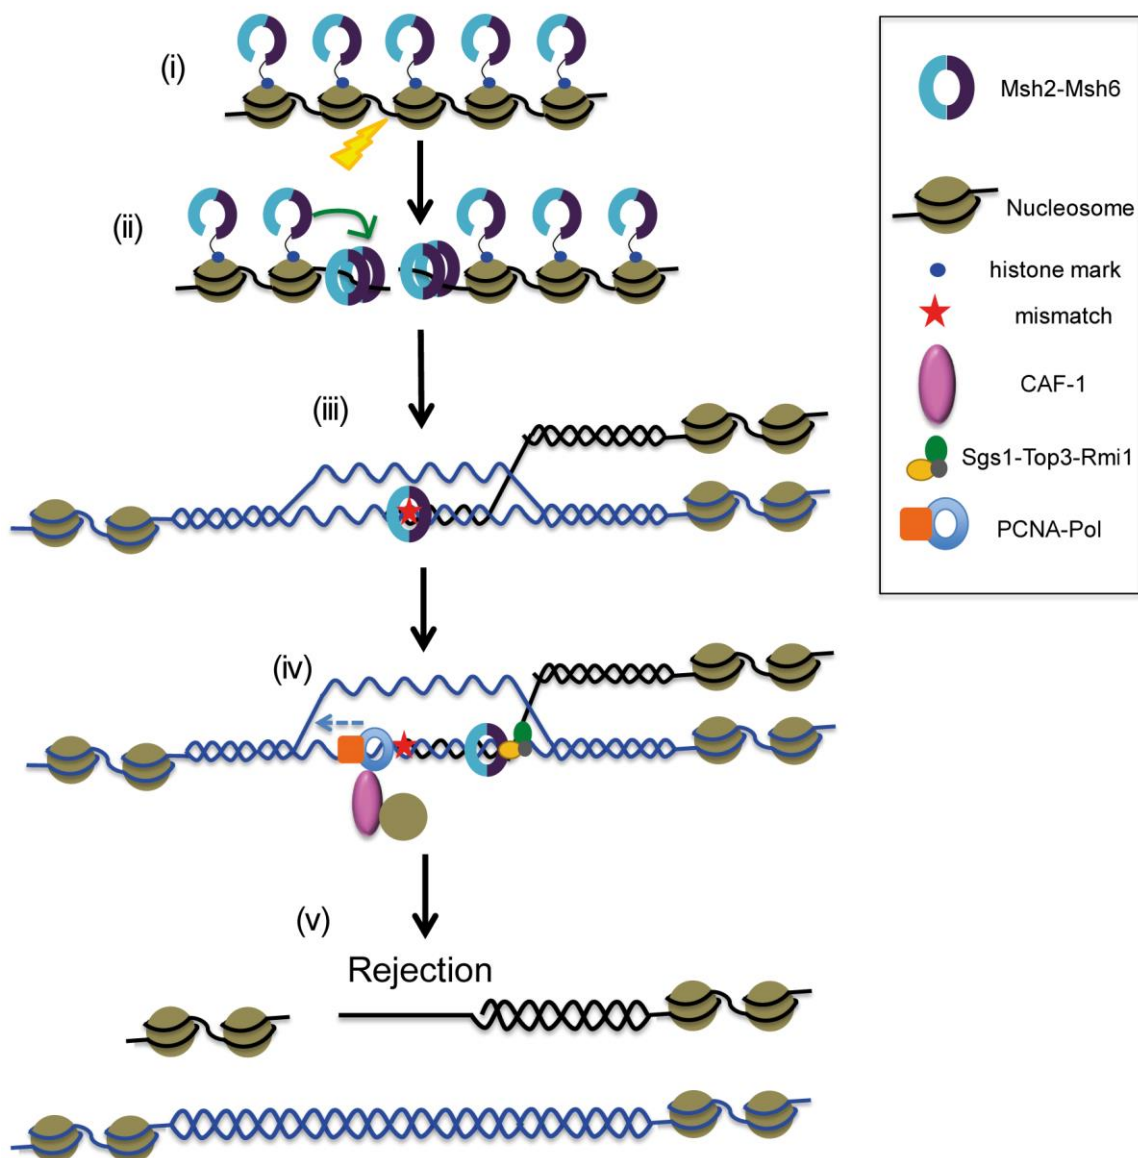 (i)
(ii)
(iii)
(iv)
(v)
Rejection
Msh2-Msh6
Nucleosome
histone mark
mismatch
CAF-1
Sgs1-Top3-Rmi1
PCNA-Pol